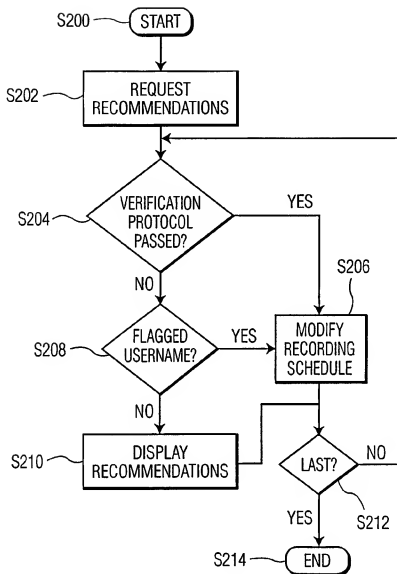 S200
START
S202
REQUEST
RECOMMENDATIONS
S204
VERIFICATION
PROTOCOL
PASSED?
YES
NO
S206
MODIFY
RECORDING
SCHEDULE
S208
FLAGGED
USERNAME?
YES
NO
S210
DISPLAY
RECOMMENDATIONS
LAST?
NO
S212
YES
S214
END